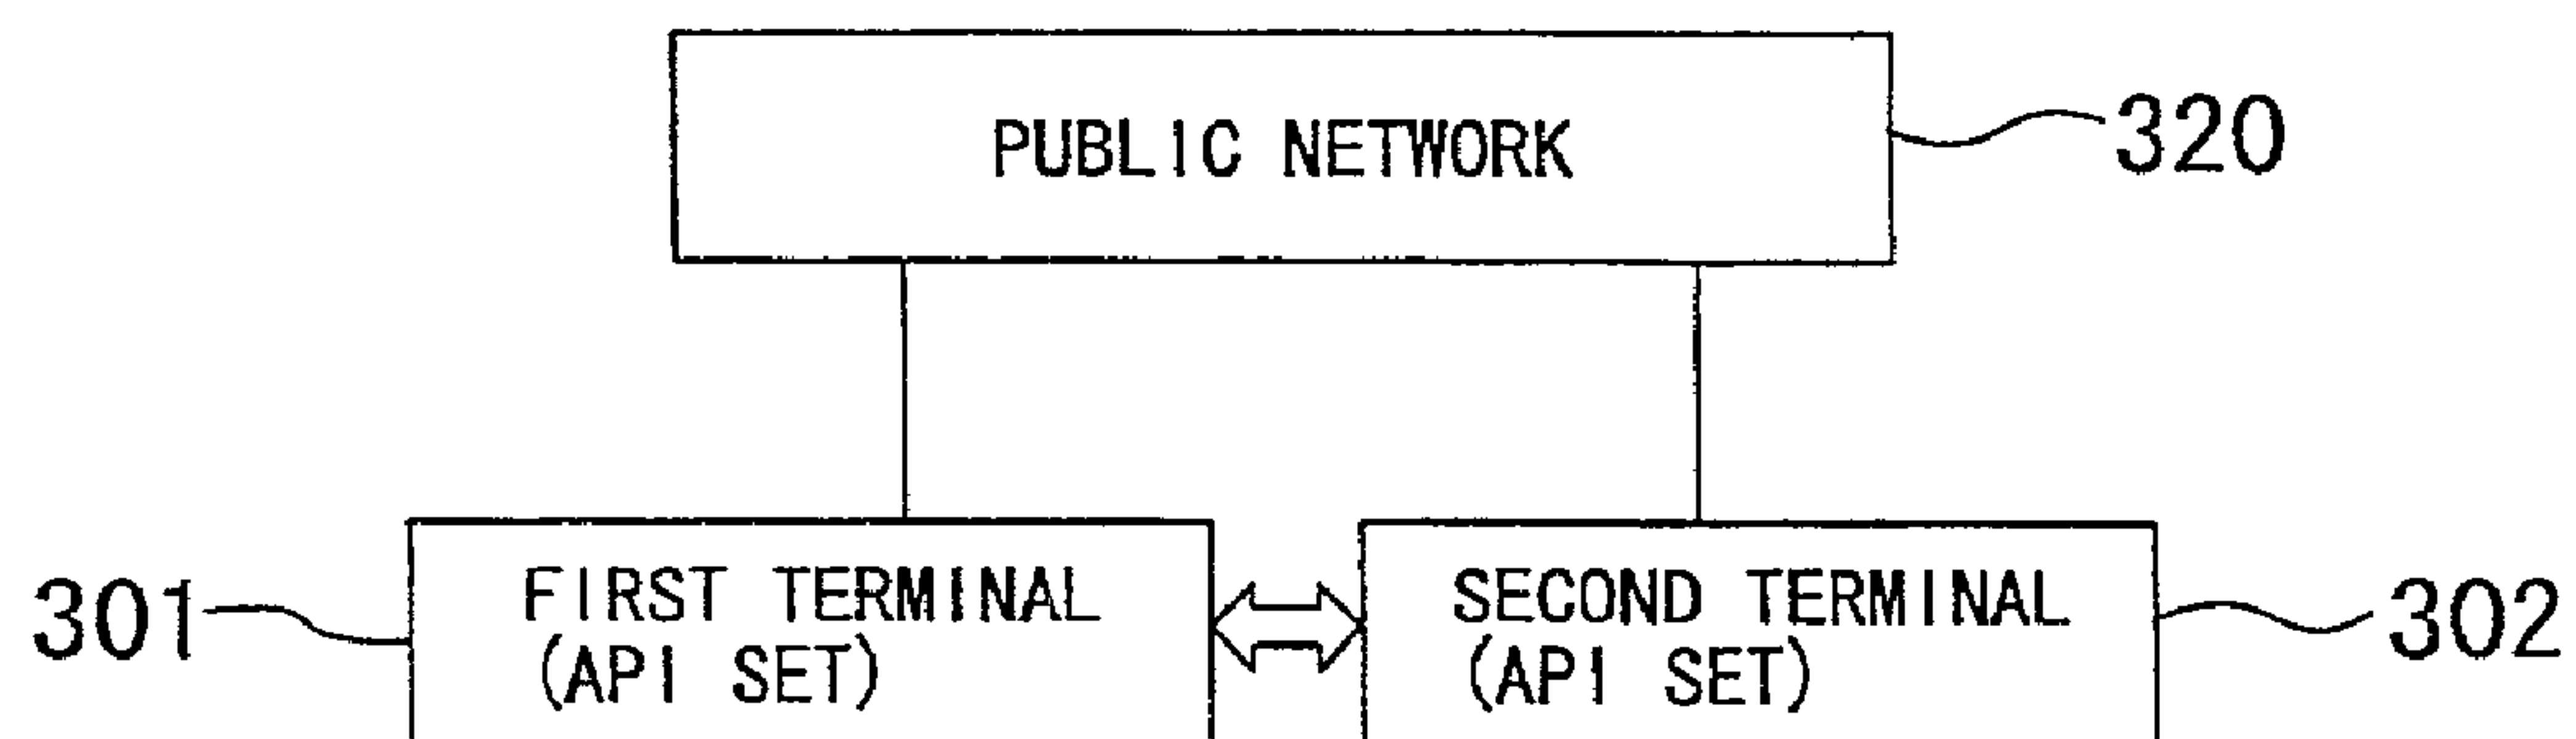 PUBLIC NETWORK
320
301
FIRST TERMINAL
(API SET)
SECOND TERMINAL
(API SET)
302